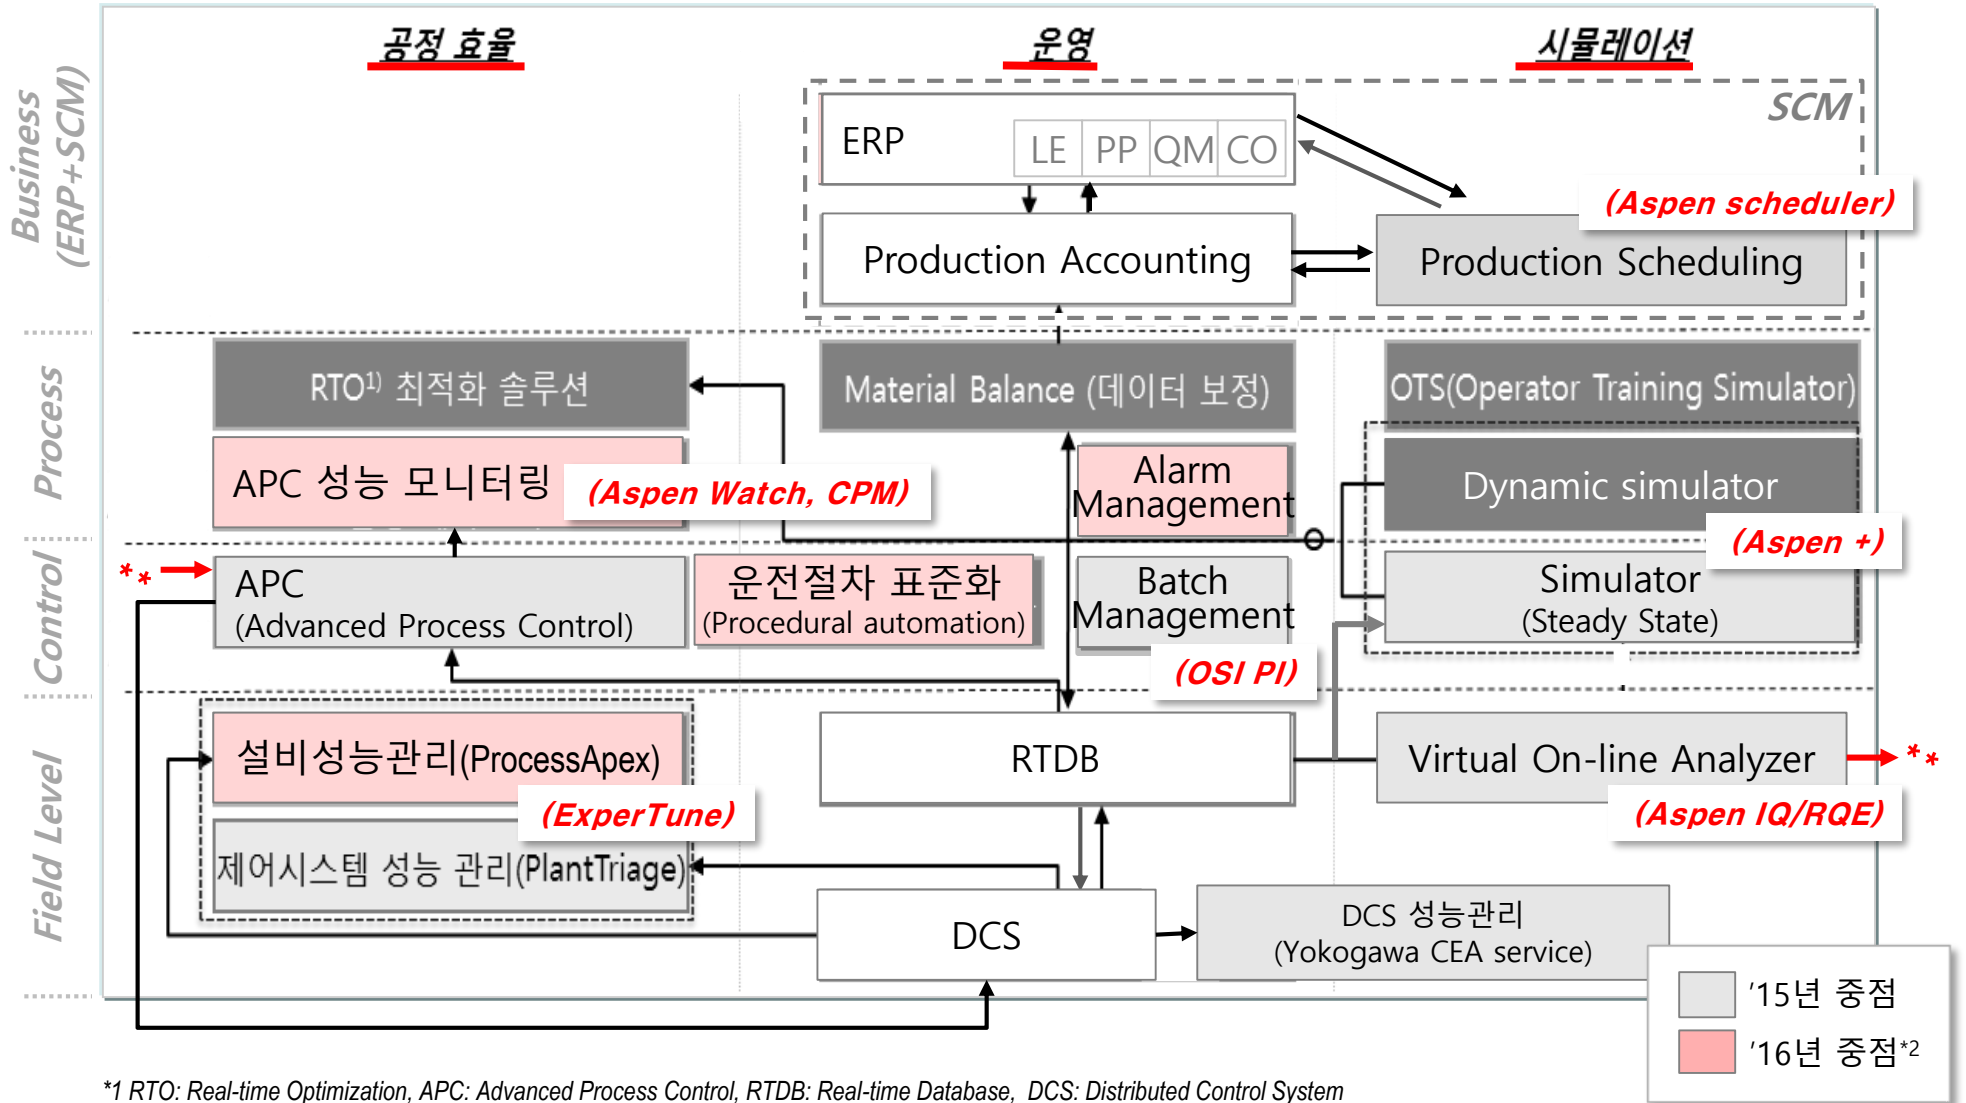 공정 효율
운영
시뮬레이션
Business
(ERP+SCM)
SCM
ERP
LE PP QM CO
(Aspen scheduler)
Production Accounting
Production Scheduling
Process
RTO1) 최적화 솔루션
Material Balance (데이터 보정)
OTS(Operator Training Simulator)
APC 성능 모니터링
(Aspen Watch, CPM)
Alarm
Management
Dynamic simulator
(Aspen +)
Control
**
APC
(Advanced Process Control)
운전절차 표준화
(Procedural automation)
Batch
Management
(OSI PI)
Simulator
(Steady State)
Field Level
설비성능관리(ProcessApex)
(ExperTune)
RTDB
Virtual On-line Analyzer
**
(Aspen IQ/RQE)
제어시스템 성능 관리(PlantTriage)
DCS
DCS 성능관리
(Yokogawa CEA service)
'15년 중점
'16년 중점*2
*1 RTO: Real-time Optimization, APC: Advanced Process Control, RTDB: Real-time Database, DCS: Distributed Control System